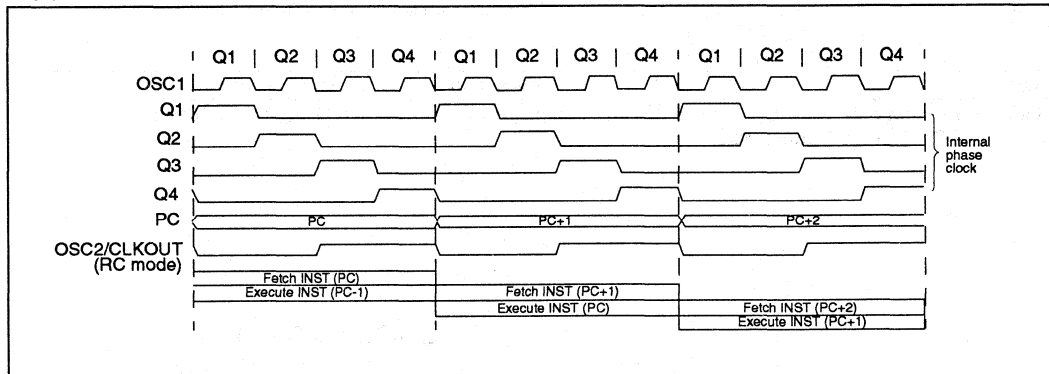 | Q1 | Q2 | Q3 | Q4 | Q1 | Q2 | Q3 | Q4 | Q1 | Q2 | Q3 | Q4 |
OSC1
Q1
Q2
Q3
Q4
Internal
phase
clock
PC PC PC+1 PC+2
OSC2/CLKOUT
(RC mode)
Fetch INST (PC)
Execute INST (PC-1) Fetch INST (PC+1)
Execute INST (PC) Fetch INST (PC+2)
Execute INST (PC+1)